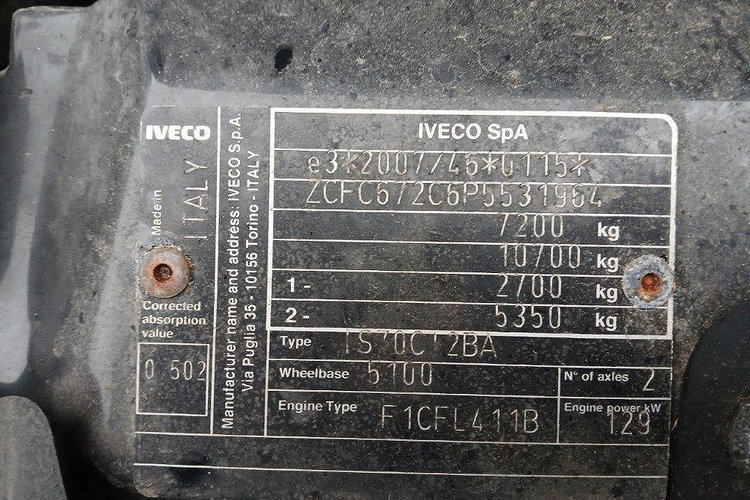 IVECO
Made in
ITALY
Corrected
absorption
value
0 502
Manufacturer name and address: IVECO S.p.A.
Via Puglia 35 - 10156 Torino - ITALY
IVECO SpA
e3*2007/46*0115*
ZCFC672C6P5531964
7200 kg
10700 kg
1 - 2700 kg
2 - 5350 kg
Type IS70CI2BA
Wheelbase 5100
N° of axles 2
Engine Type F1CFL411B
Engine power kW
129